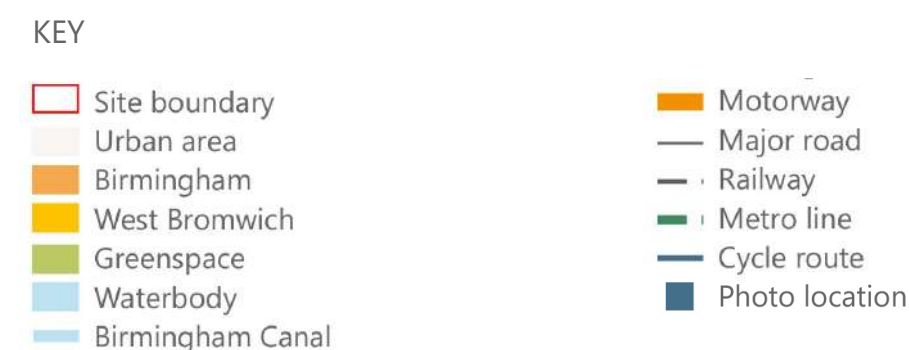 KEY
Site boundary
Urban area
Birmingham
West Bromwich
Greenspace
Waterbody
Birmingham Canal
Motorway
Major road
Railway
Metro line
Cycle route
Photo location